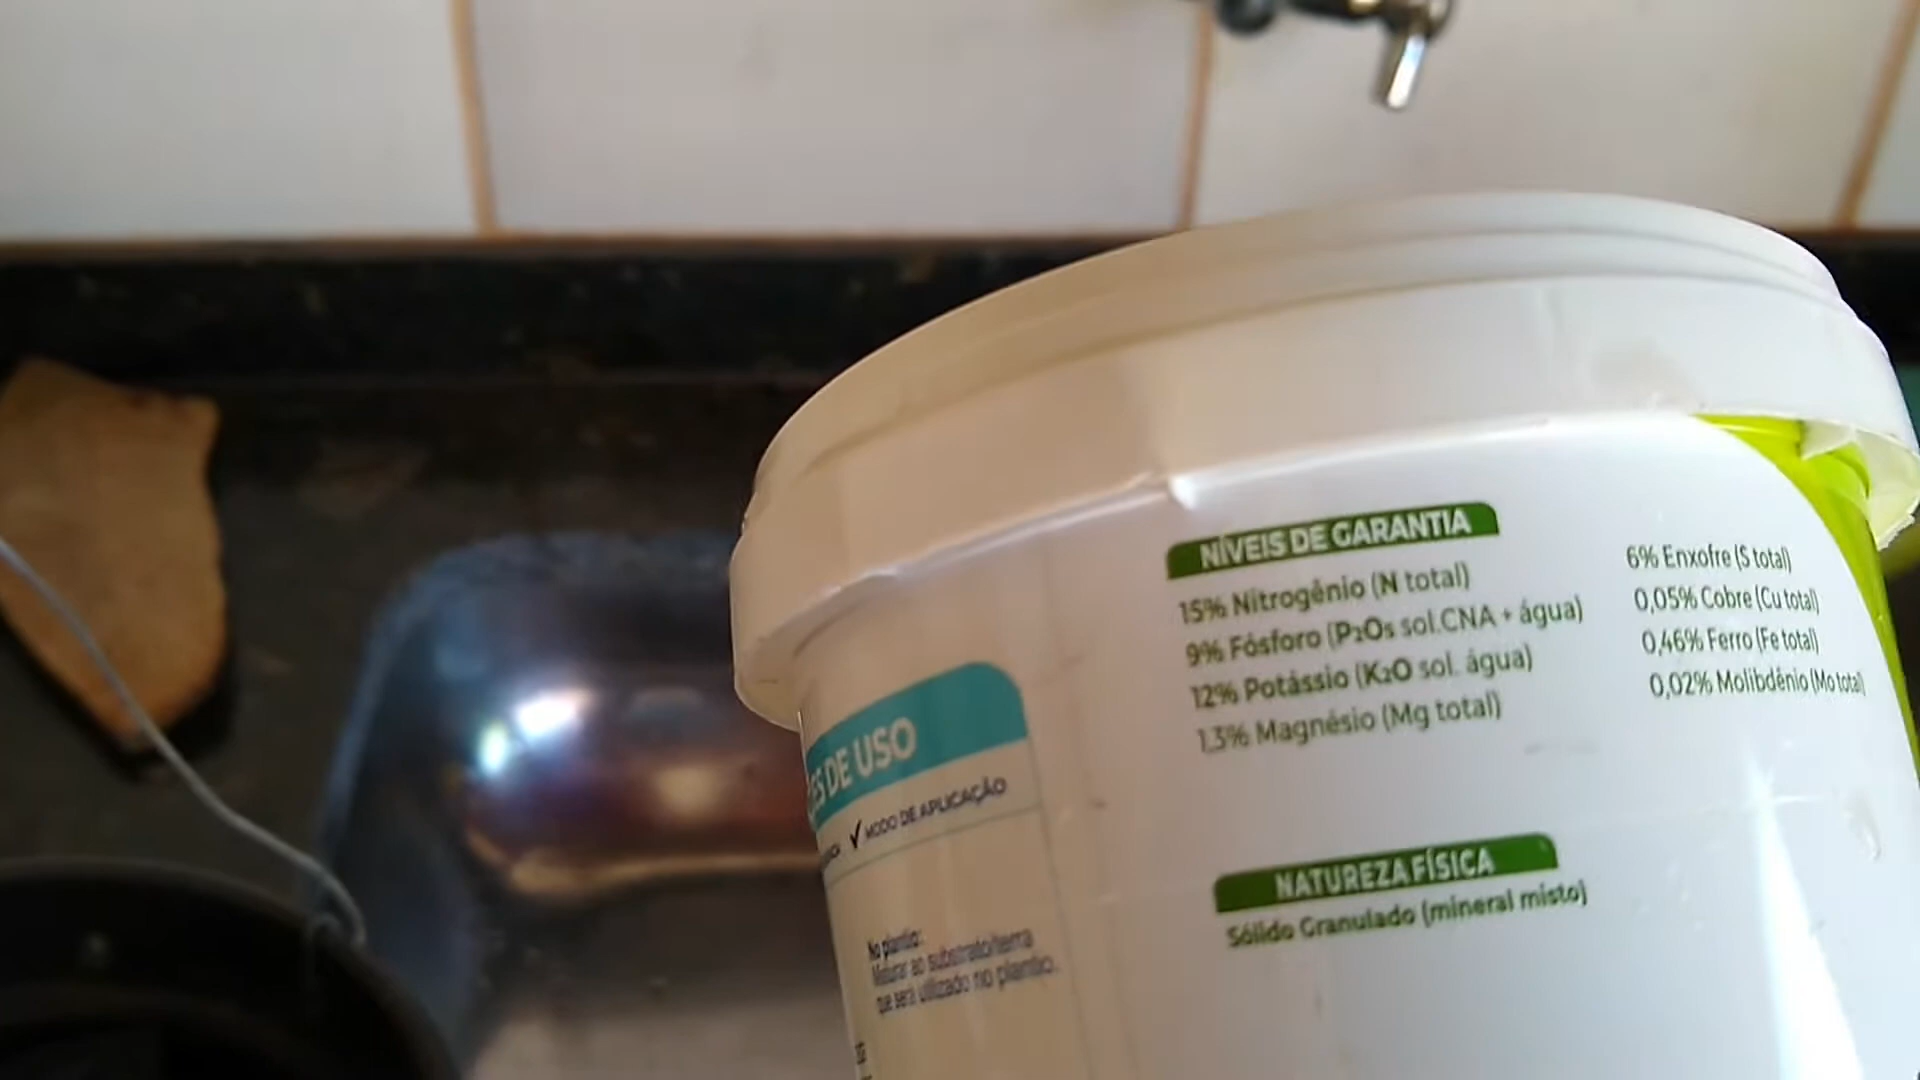 NÍVEIS DE GARANTIA
15% Nitrogênio (N total)
9% Fósforo (P₂O₅ sol.CNA + água)
12% Potássio (K₂O sol. água)
1,3% Magnésio (Mg total)
6% Enxofre (S total)
0,05% Cobre (Cu total)
0,46% Ferro (Fe total)
0,02% Molibdênio (Mo total)
NATUREZA FÍSICA
Sólido Granulado (mineral misto)
DE USO
✓ MODO DE APLICAÇÃO
No plantio:
Misturar ao substrato/terra
que será utilizado no plantio.